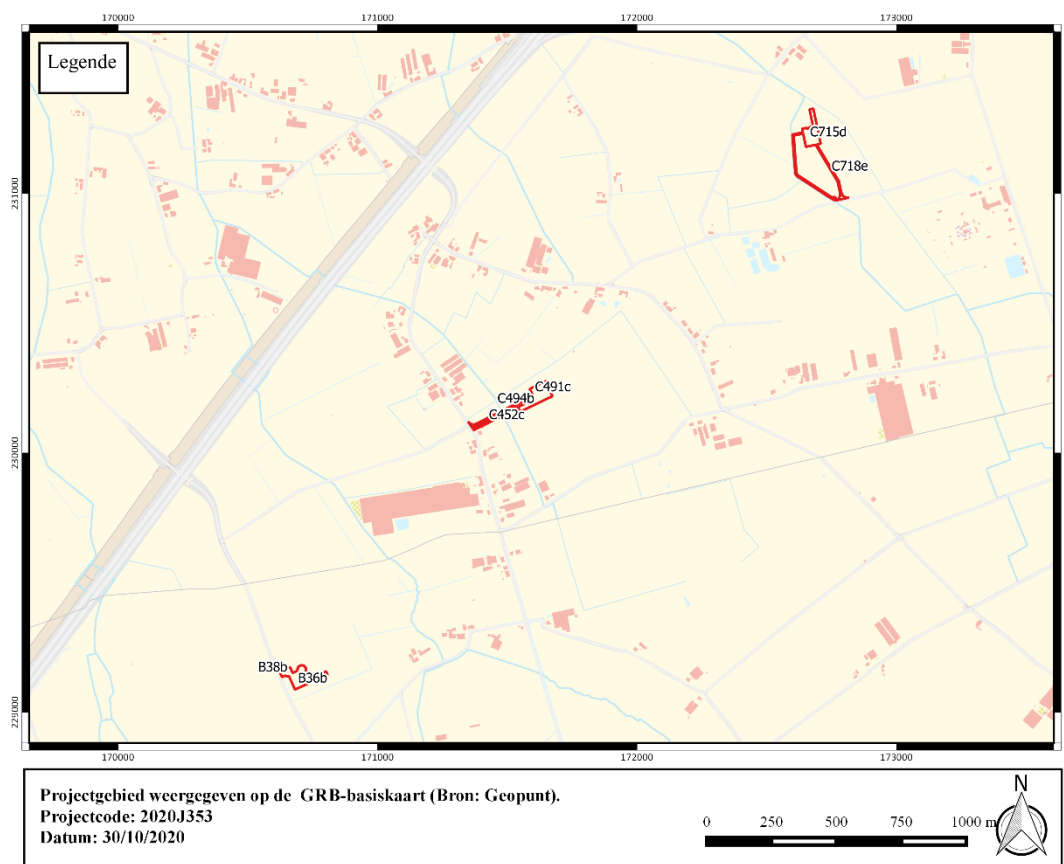 170000 171000 172000 173000
Legende
231000
230000
229000
C715d
C718e
C491c
C494b
C452c
B38b
B36b
170000 171000 172000 173000
Projectgebied weergegeven op de GRB-basiskaart (Bron: Geopunt).
Projectcode: 2020J353
Datum: 30/10/2020
0 250 500 750 1000 m
N